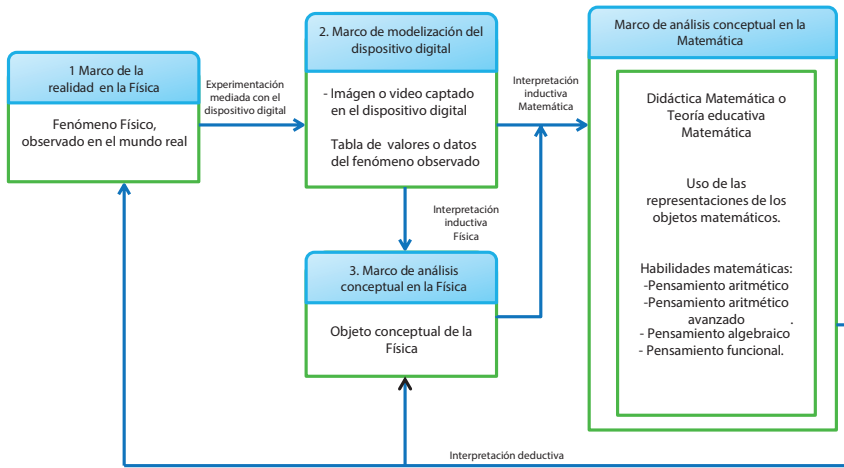 1 Marco de la
realidad en la Física
Fenómeno Físico,
observado en el mundo real
Experimentación
mediada con el
dispositivo digital
2. Marco de modelización del
dispositivo digital
- Imágen o video captado
en el dispositivo digital
Tabla de valores o datos
del fenómeno observado
Interpretación
inductiva
Matemática
Interpretación
inductiva
Física
3. Marco de análisis
conceptual en la Física
Objeto conceptual de la
Física
Marco de análisis conceptual en la
Matemática
Didáctica Matemática o
Teoría educativa
Matemática
Uso de las
representaciones de los
objetos matemáticos.
Habilidades matemáticas:
-Pensamiento aritmético
-Pensamiento aritmético
avanzado .
- Pensamiento algebraico
- Pensamiento funcional.
Interpretación deductiva